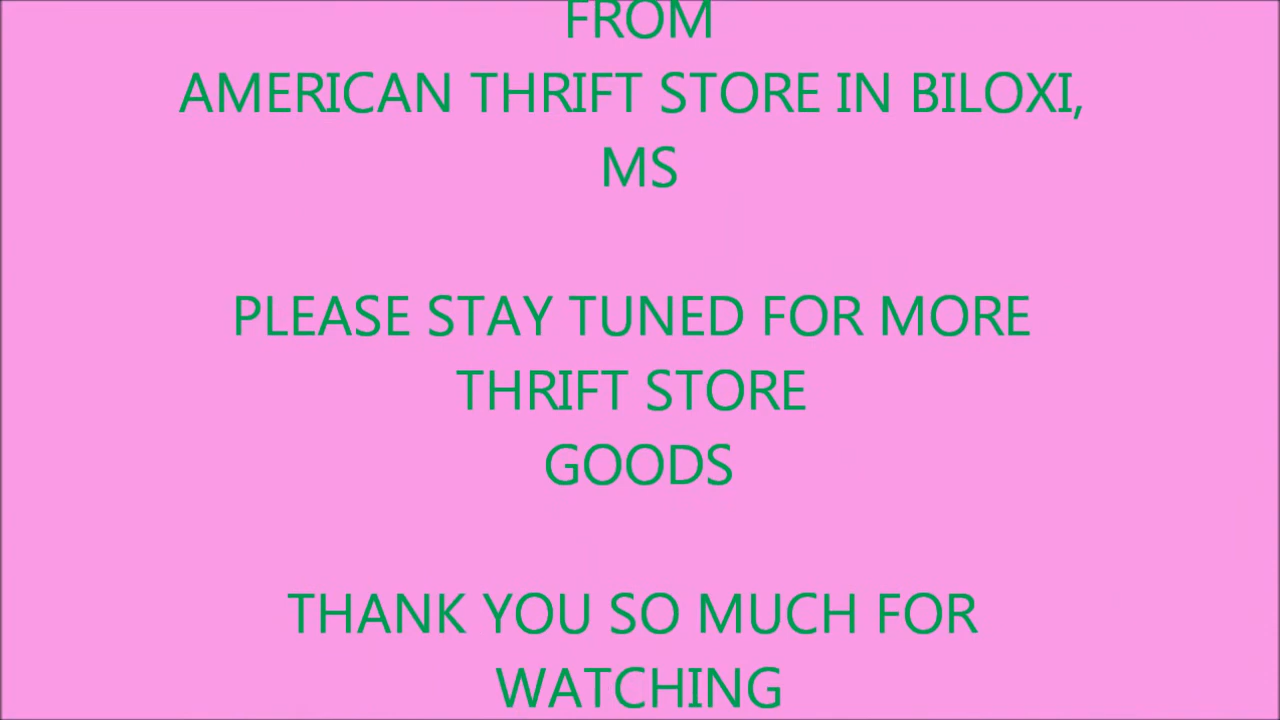 FROM
AMERICAN THRIFT STORE IN BILOXI,
MS
PLEASE STAY TUNED FOR MORE
THRIFT STORE
GOODS
THANK YOU SO MUCH FOR
WATCHING